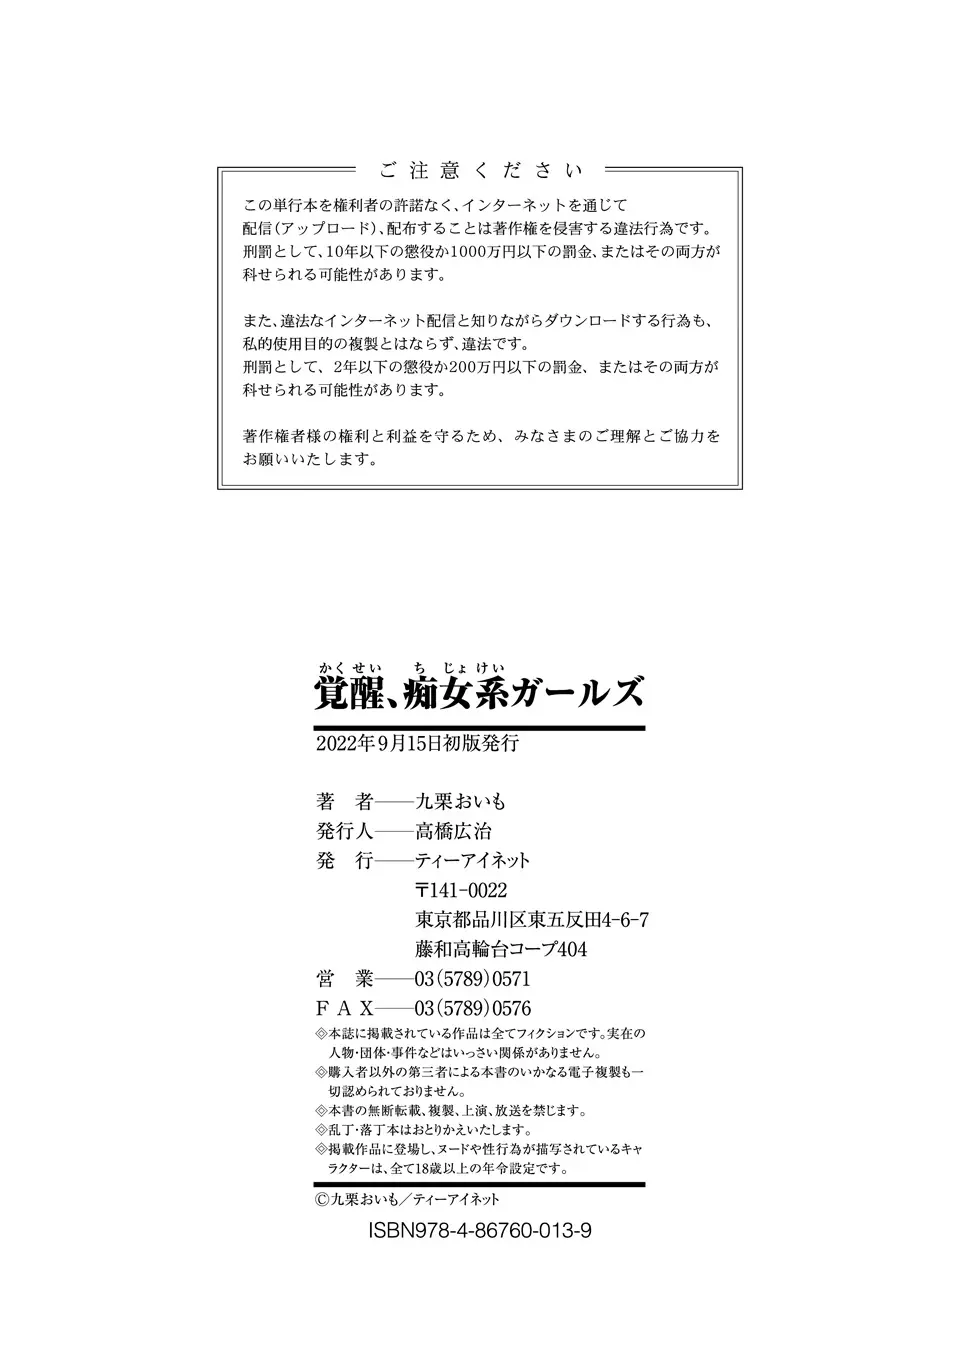 ご注意ください
この単行本を権利者の許諾なく、インターネットを通じて
配信（アップロード）、配布することは著作権を侵害する違法行為です。
刑罰として、10年以下の懲役か1000万円以下の罰金、またはその両方が
科せられる可能性があります。
また、違法なインターネット配信と知りながらダウンロードする行為も、
私的使用目的の複製とはならず、違法です。
刑罰として、2年以下の懲役か200万円以下の罰金、またはその両方が
科せられる可能性があります。
著作権者様の権利と利益を守るため、みなさまのご理解とご協力を
お願いいたします。
かくせい ちじょけい
覚醒、痴女系ガールズ
2022年9月15日初版発行
著　者──九栗おいも
発行人──高橋広治
発　行──ティーアイネット
〒141-0022
東京都品川区東五反田4-6-7
藤和高輪台コープ404
営　業──03（5789）0571
ＦＡＸ──03（5789）0576
◇本誌に掲載されている作品は全てフィクションです。実在の
人物・団体・事件などはいっさい関係がありません。
◇購入者以外の第三者による本書のいかなる電子複製も一
切認められておりません。
◇本書の無断転載、複製、上演、放送を禁じます。
◇乱丁・落丁本はおとりかえいたします。
◇掲載作品に登場し、ヌードや性行為が描写されているキャ
ラクターは、全て18歳以上の年令設定です。
©九栗おいも／ティーアイネット
ISBN978-4-86760-013-9